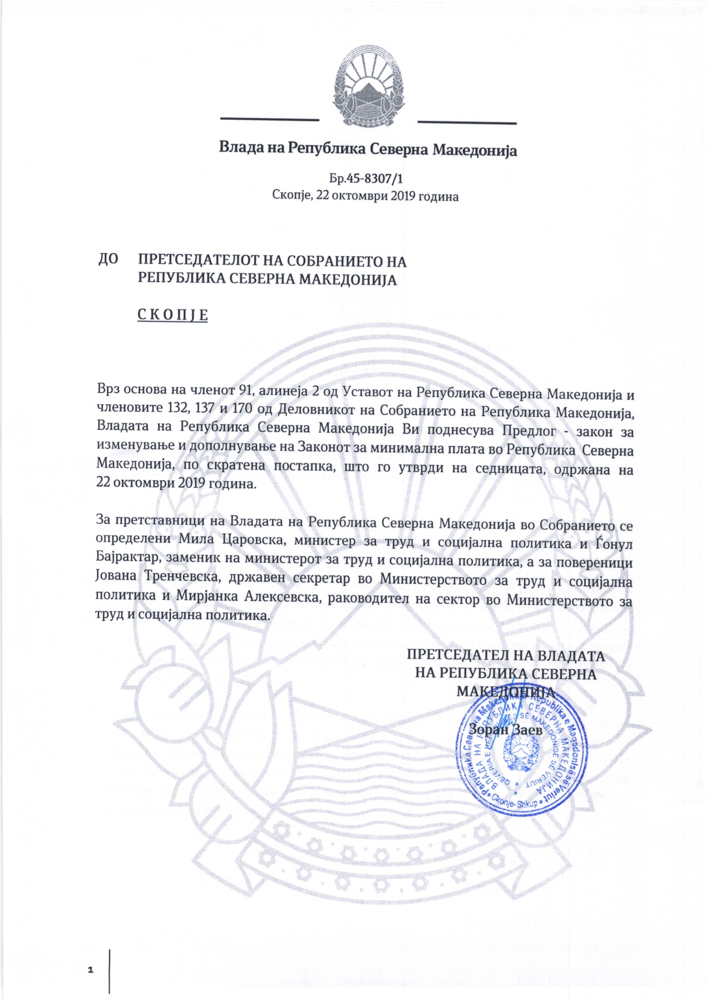 Влада на Република Северна Македонија
Бр.45-8307/1
Скопје, 22 октомври 2019 година
ДО ПРЕТСЕДАТЕЛОТ НА СОБРАНИЕТО НА
РЕПУБЛИКА СЕВЕРНА МАКЕДОНИЈА
С К О П Ј Е
Врз основа на членот 91, алинеја 2 од Уставот на Република Северна Македонија и
членовите 132, 137 и 170 од Деловникот на Собранието на Република Македонија,
Владата на Република Северна Македонија Ви поднесува Предлог - закон за
изменување и дополнување на Законот за минимална плата во Република Северна
Македонија, по скратена постапка, што го утврди на седницата, одржана на
22 октомври 2019 година.
За претставници на Владата на Република Северна Македонија во Собранието се
определени Мила Царовска, министер за труд и социјална политика и Ѓонул
Бајрактар, заменик на министерот за труд и социјална политика, а за повереници
Јована Тренчевска, државен секретар во Министерството за труд и социјална
политика и Мирјанка Алексевска, раководител на сектор во Министерството за
труд и социјална политика.
ПРЕТСЕДАТЕЛ НА ВЛАДАТА
НА РЕПУБЛИКА СЕВЕРНА
МАКЕДОНИЈА
Зоран Заев
Република Северна Македонија Republika e Maqedonisë së Veriut
ВЛАДА НА РЕПУБЛИКА СЕВЕРНА МАКЕДОНИЈА
QEVERIA E REPUBLIKËS SË MAQEDONISË SË VERIUT
Скопје-Shkup
1